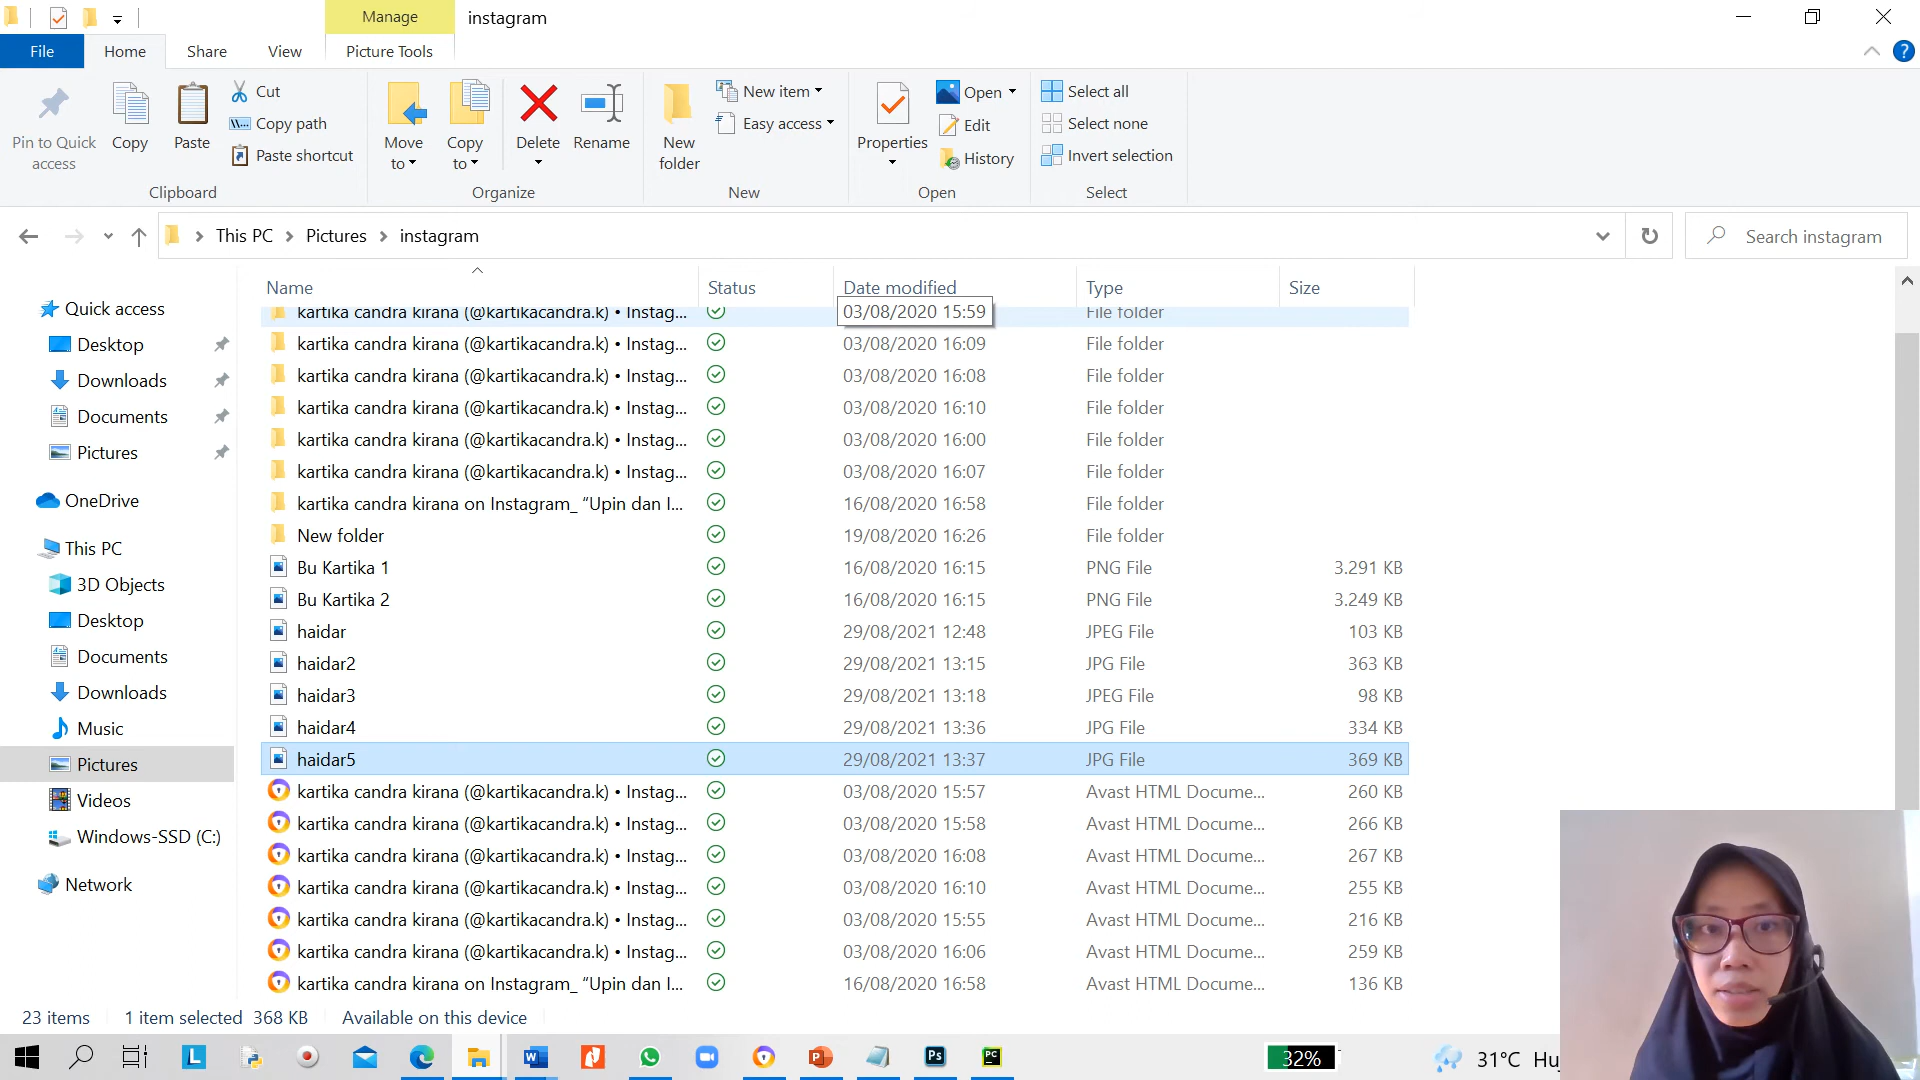 Manage
instagram
File
Home
Share
View
Picture Tools
Pin to Quick
access
Copy
Paste
Cut
Copy path
Paste shortcut
Clipboard
Move
to
Copy
to
Delete
Rename
Organize
New
folder
New item
Easy access
New
Properties
Open
Edit
History
Open
Select all
Select none
Invert selection
Select
This PC
Pictures
instagram
Search instagram
Name
Status
Date modified
Type
Size
Quick access
Desktop
Downloads
Documents
Pictures
OneDrive
This PC
3D Objects
Desktop
Documents
Downloads
Music
Pictures
Videos
Windows-SSD (C:)
Network
kartika candra kirana (@kartikacandra.k) • Instag... 03/08/2020 15:59 File folder
kartika candra kirana (@kartikacandra.k) • Instag... 03/08/2020 16:09 File folder
kartika candra kirana (@kartikacandra.k) • Instag... 03/08/2020 16:08 File folder
kartika candra kirana (@kartikacandra.k) • Instag... 03/08/2020 16:10 File folder
kartika candra kirana (@kartikacandra.k) • Instag... 03/08/2020 16:00 File folder
kartika candra kirana (@kartikacandra.k) • Instag... 03/08/2020 16:07 File folder
kartika candra kirana on Instagram_ “Upin dan I... 16/08/2020 16:58 File folder
New folder 19/08/2020 16:26 File folder
Bu Kartika 1 16/08/2020 16:15 PNG File 3.291 KB
Bu Kartika 2 16/08/2020 16:15 PNG File 3.249 KB
haidar 29/08/2021 12:48 JPEG File 103 KB
haidar2 29/08/2021 13:15 JPG File 363 KB
haidar3 29/08/2021 13:18 JPEG File 98 KB
haidar4 29/08/2021 13:36 JPG File 334 KB
haidar5 29/08/2021 13:37 JPG File 369 KB
kartika candra kirana (@kartikacandra.k) • Instag... 03/08/2020 15:57 Avast HTML Docume... 260 KB
kartika candra kirana (@kartikacandra.k) • Instag... 03/08/2020 15:58 Avast HTML Docume... 266 KB
kartika candra kirana (@kartikacandra.k) • Instag... 03/08/2020 16:08 Avast HTML Docume... 267 KB
kartika candra kirana (@kartikacandra.k) • Instag... 03/08/2020 16:10 Avast HTML Docume... 255 KB
kartika candra kirana (@kartikacandra.k) • Instag... 03/08/2020 15:55 Avast HTML Docume... 216 KB
kartika candra kirana (@kartikacandra.k) • Instag... 03/08/2020 16:06 Avast HTML Docume... 259 KB
kartika candra kirana on Instagram_ “Upin dan I... 16/08/2020 16:58 Avast HTML Docume... 136 KB
23 items 1 item selected 368 KB Available on this device
32%
31°C